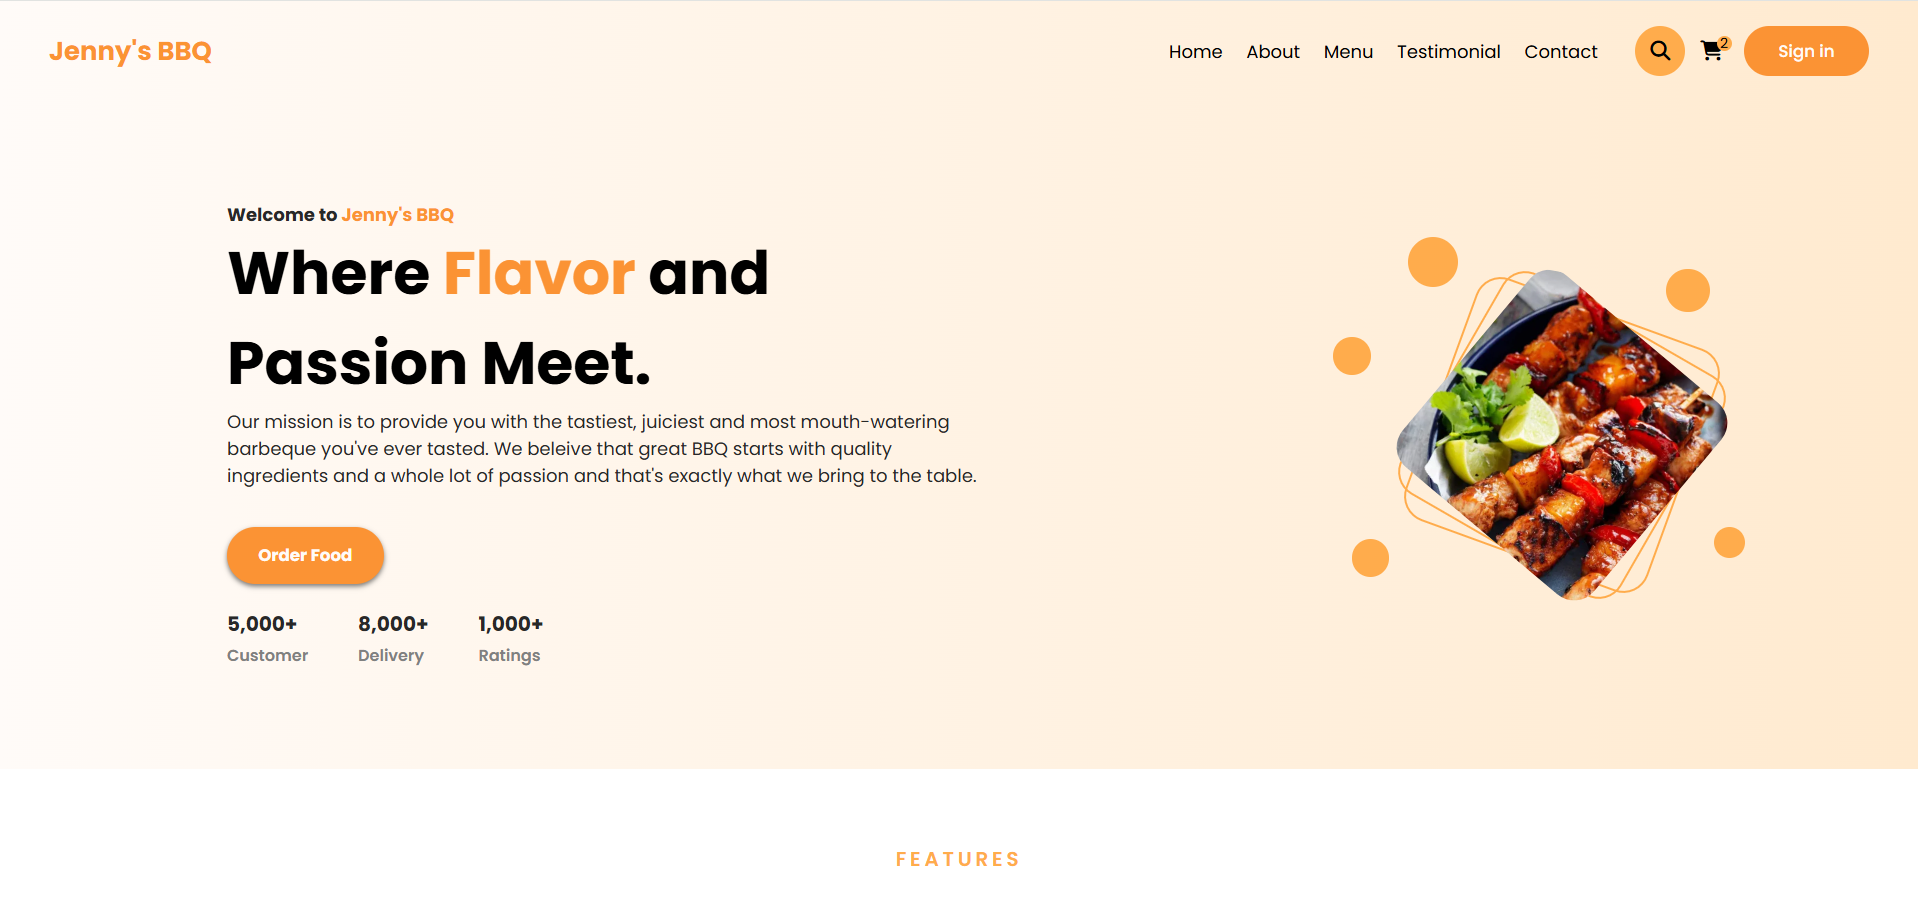 Jenny's BBQ
Home About Menu Testimonial Contact 2 Sign in
Welcome to Jenny's BBQ
Where Flavor and
Passion Meet.
Our mission is to provide you with the tastiest, juiciest and most mouth-watering
barbeque you've ever tasted. We beleive that great BBQ starts with quality
ingredients and a whole lot of passion and that's exactly what we bring to the table.
Order Food
5,000+ 8,000+ 1,000+
Customer Delivery Ratings
FEATURES